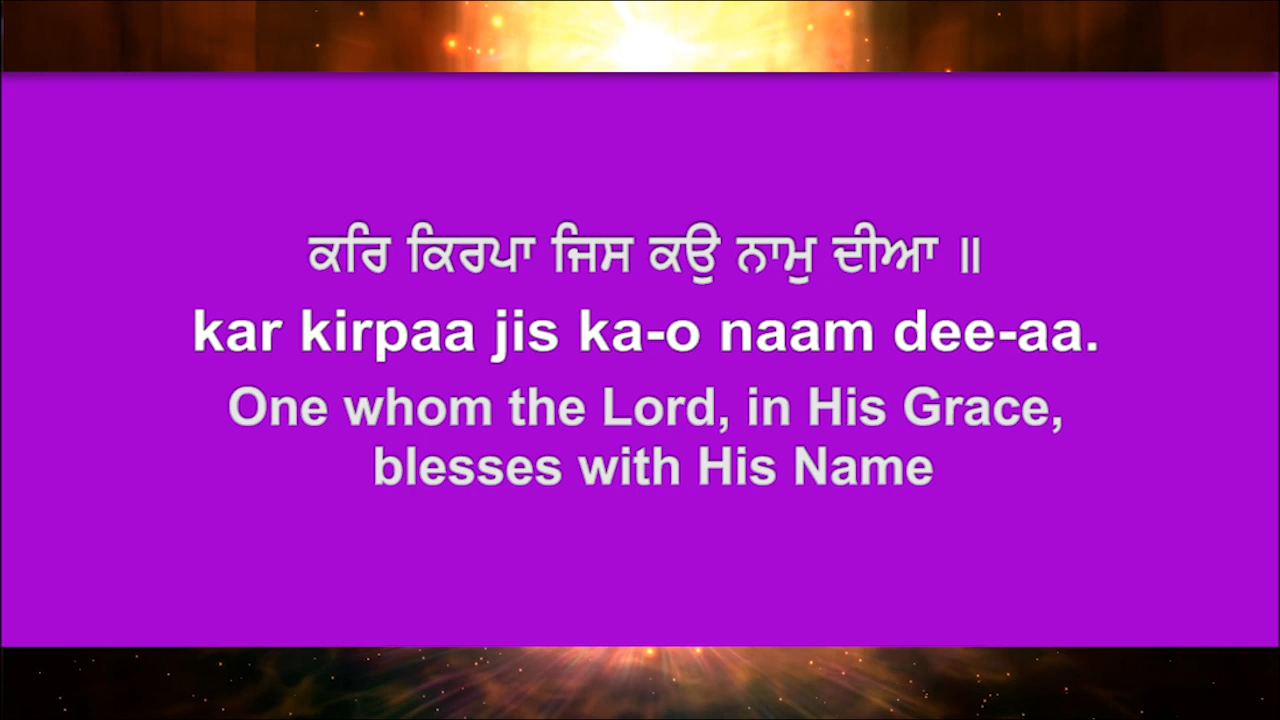 ਕਰਿ ਕਿਰਪਾ ਜਿਸ ਕਉ ਨਾਮੁ ਦੀਆ ॥
kar kirpaa jis ka-o naam dee-aa.
One whom the Lord, in His Grace,
blesses with His Name